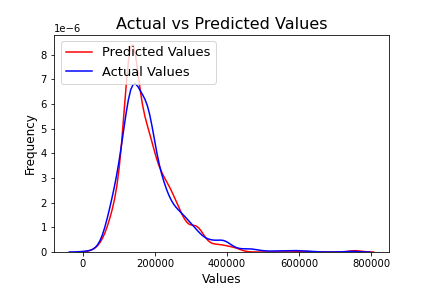 Actual vs Predicted Values
1e−6
Predicted Values
Actual Values
8
7
6
5
4
3
2
1
0
Frequency
0 200000 400000 600000 800000
Values